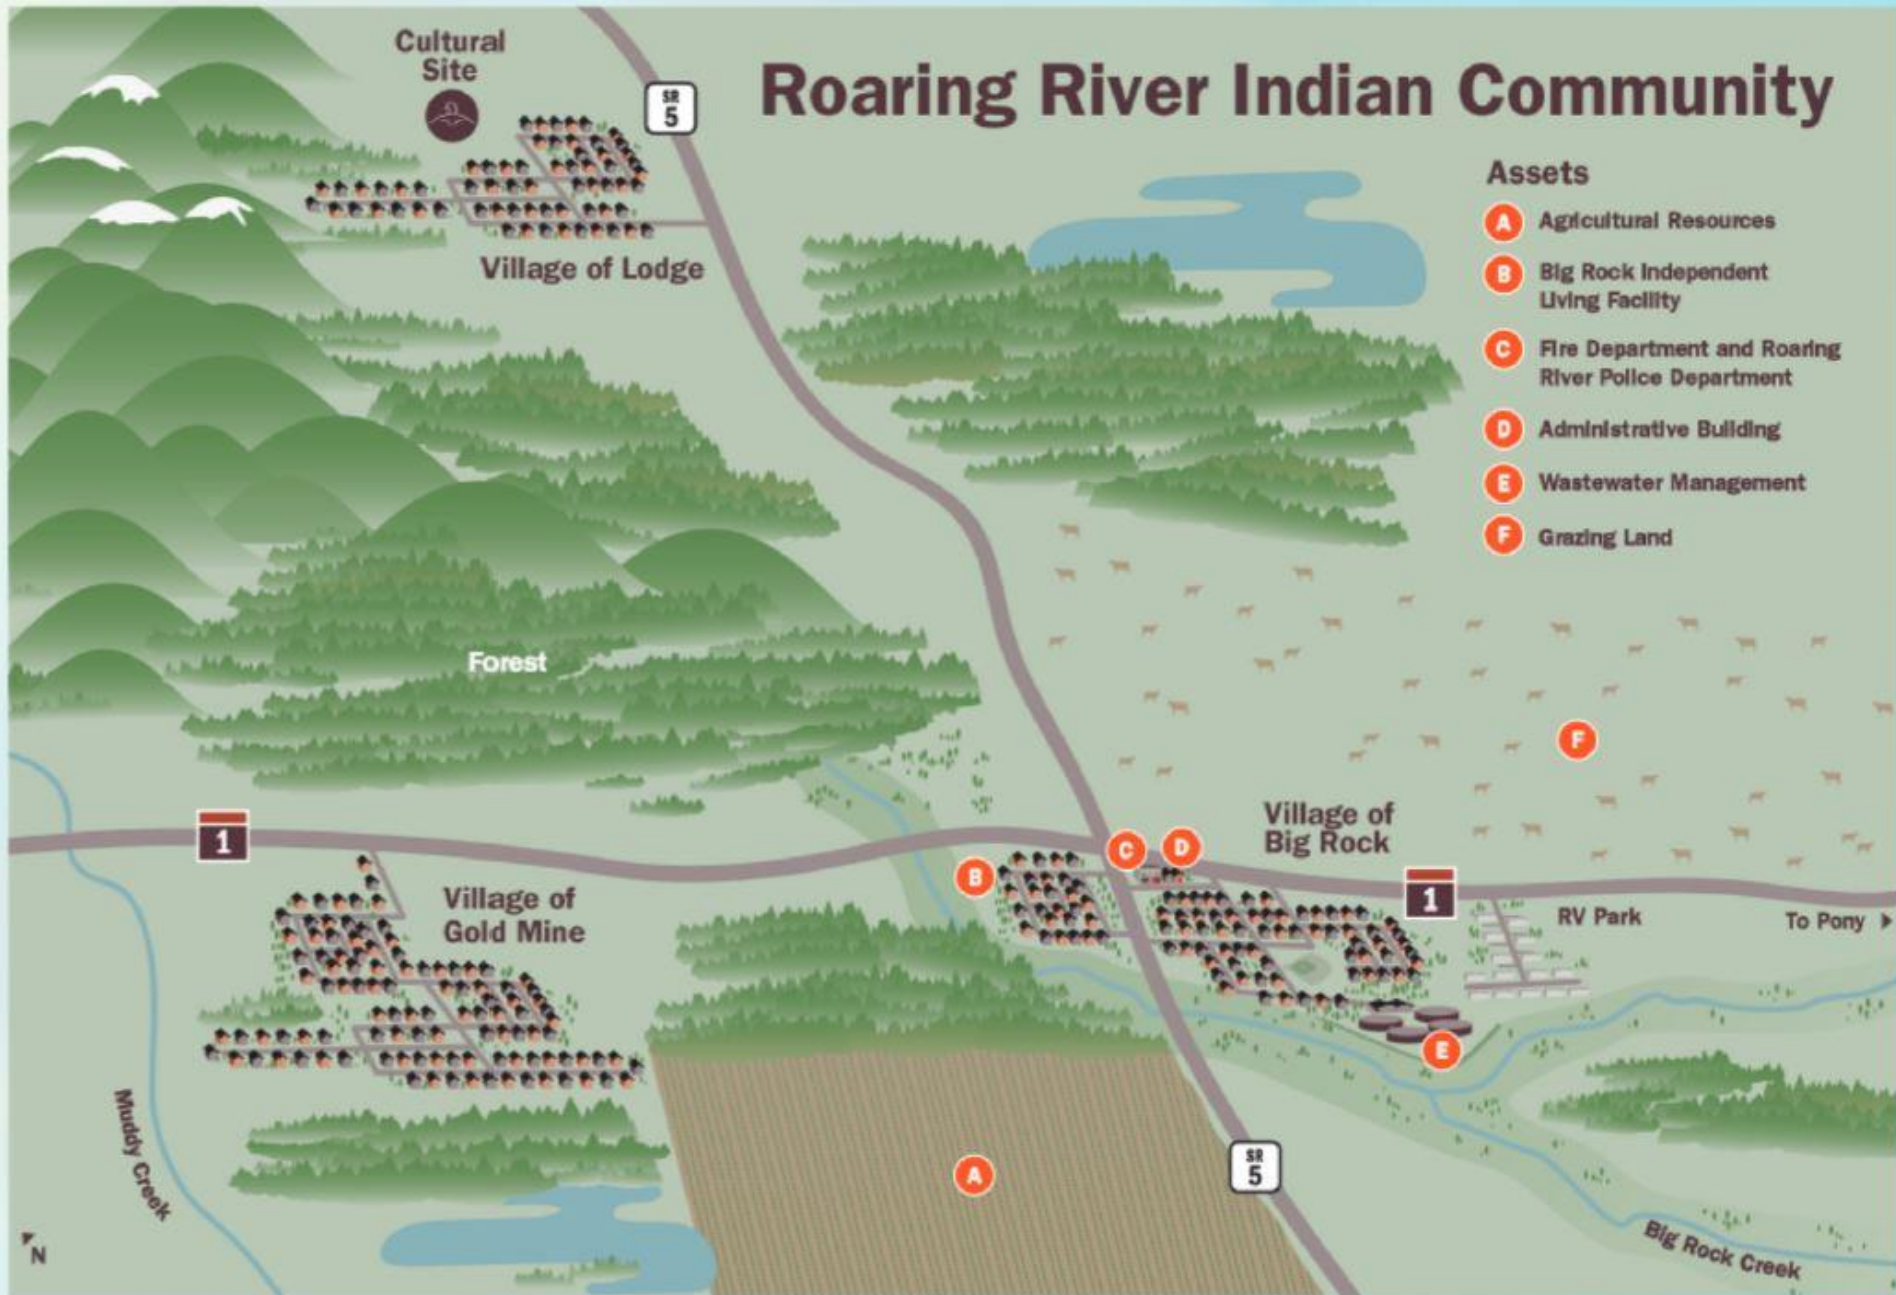 Roaring River Indian Community
Cultural
Site
SR
5
Village of Lodge
Assets
A Agricultural Resources
B Big Rock Independent
Living Facility
C Fire Department and Roaring
River Police Department
D Administrative Building
E Wastewater Management
F Grazing Land
Forest
F
1
Village of
Big Rock
C
D
B
1
Village of
Gold Mine
RV Park
To Pony
E
A
SR
5
Muddy Creek
Big Rock Creek
N